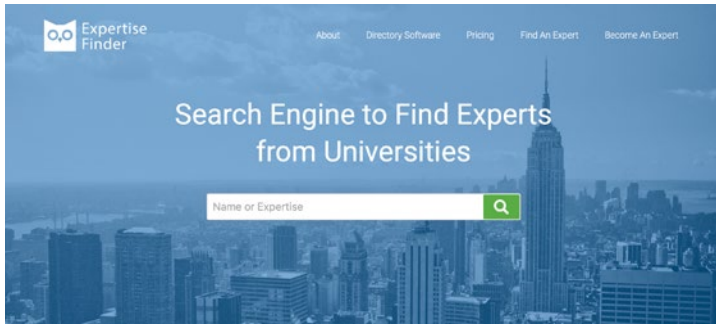 Expertise
Finder
About
Directory Software
Pricing
Find An Expert
Become An Expert
Search Engine to Find Experts
from Universities
Name or Expertise